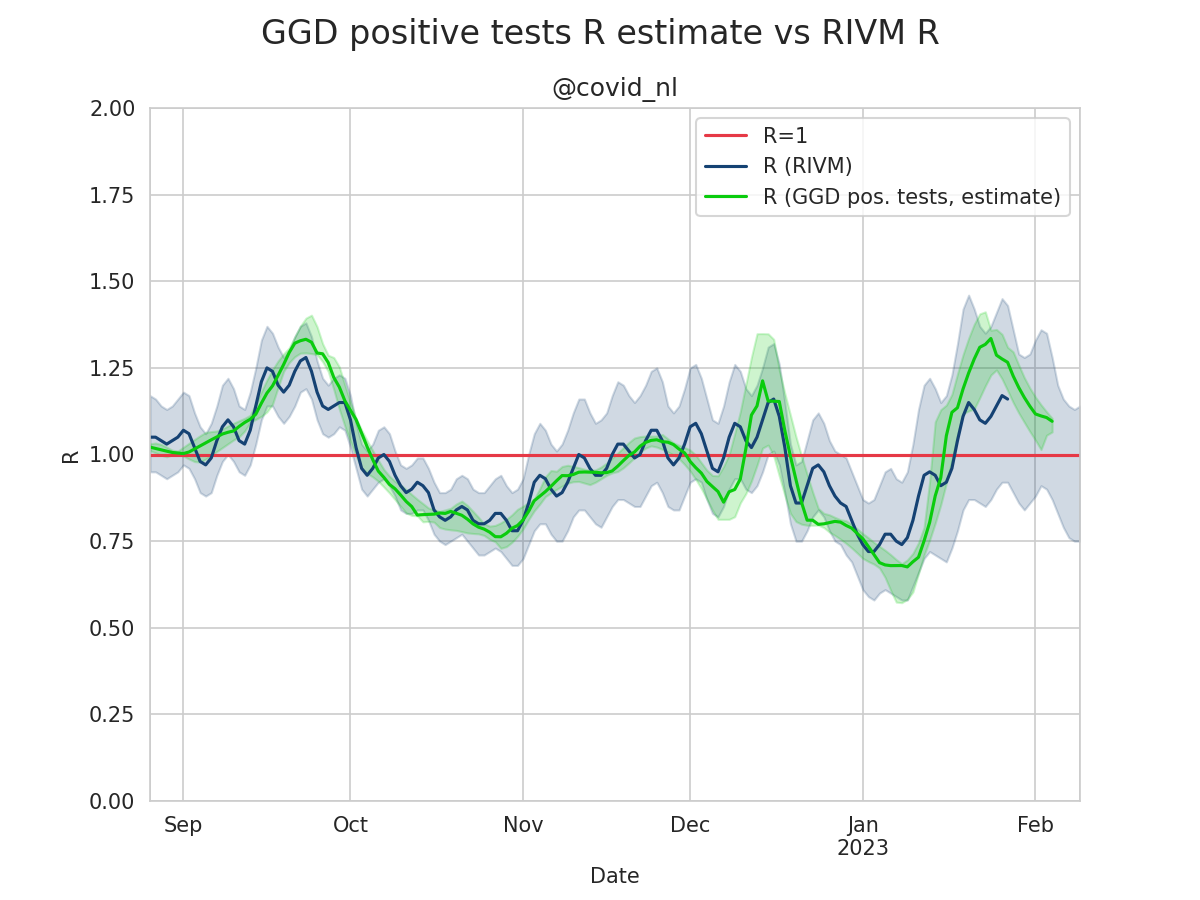 GGD positive tests R estimate vs RIVM R
@covid_nl
2.00
1.75
1.50
1.25
1.00
0.75
0.50
0.25
0.00
R
R=1
R (RIVM)
R (GGD pos. tests, estimate)
Sep Oct Nov Dec Jan Feb
2023
Date